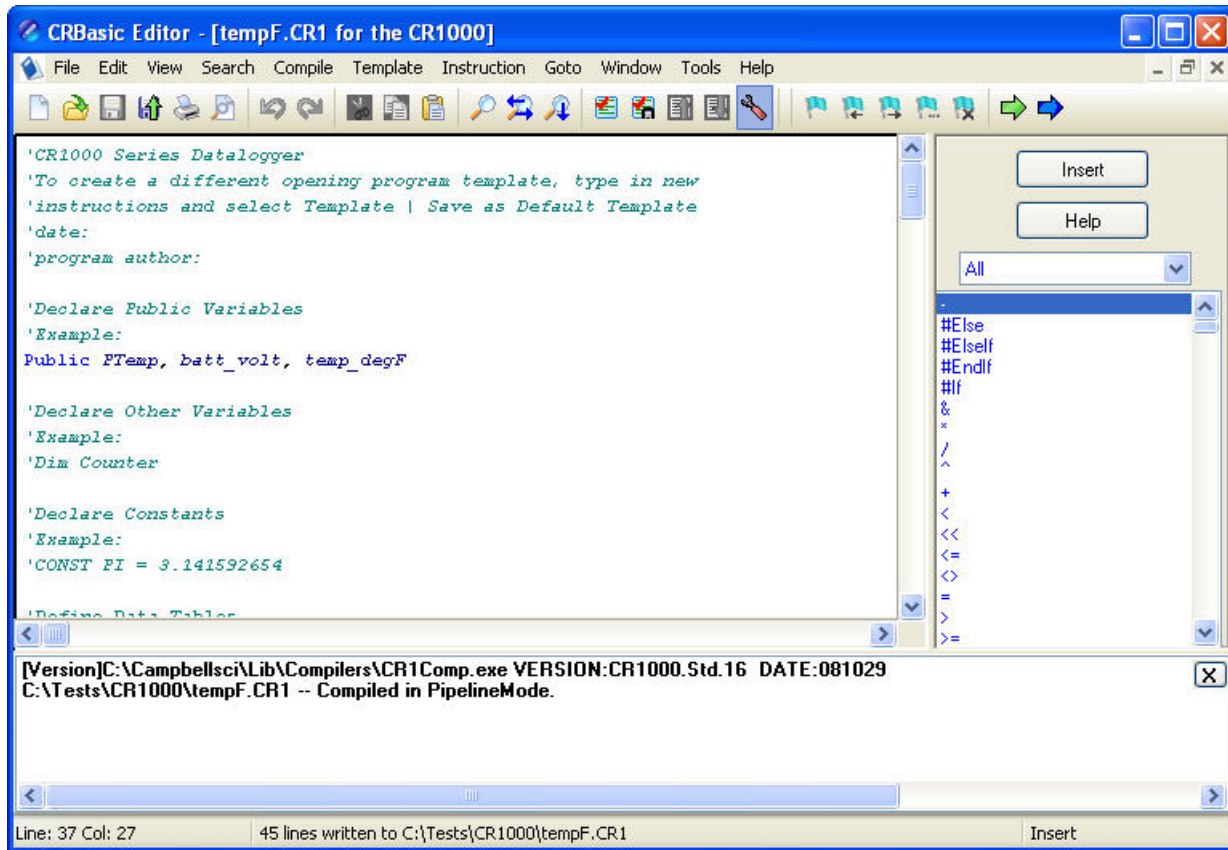 CRBasic Editor - [tempF.CR1 for the CR1000]
File Edit View Search Compile Template Instruction Goto Window Tools Help
'CR1000 Series Datalogger
'To create a different opening program template, type in new
'instructions and select Template | Save as Default Template
'date:
'program author:
'Declare Public Variables
'Example:
Public PTemp, batt_volt, temp_degF
'Declare Other Variables
'Example:
'Dim Counter
'Declare Constants
'Example:
'CONST PI = 3.141592654
'Define Data Tables
Insert
Help
All
-
#Else
#ElseIf
#EndIf
#If
&
*
/
^
+
<
<<
<=
<>
=
>
>=
[Version]C:\Campbellsci\Lib\Compilers\CR1Comp.exe VERSION:CR1000.Std.16 DATE:081029
C:\Tests\CR1000\tempF.CR1 -- Compiled in PipelineMode.
Line: 37 Col: 27 45 lines written to C:\Tests\CR1000\tempF.CR1 Insert